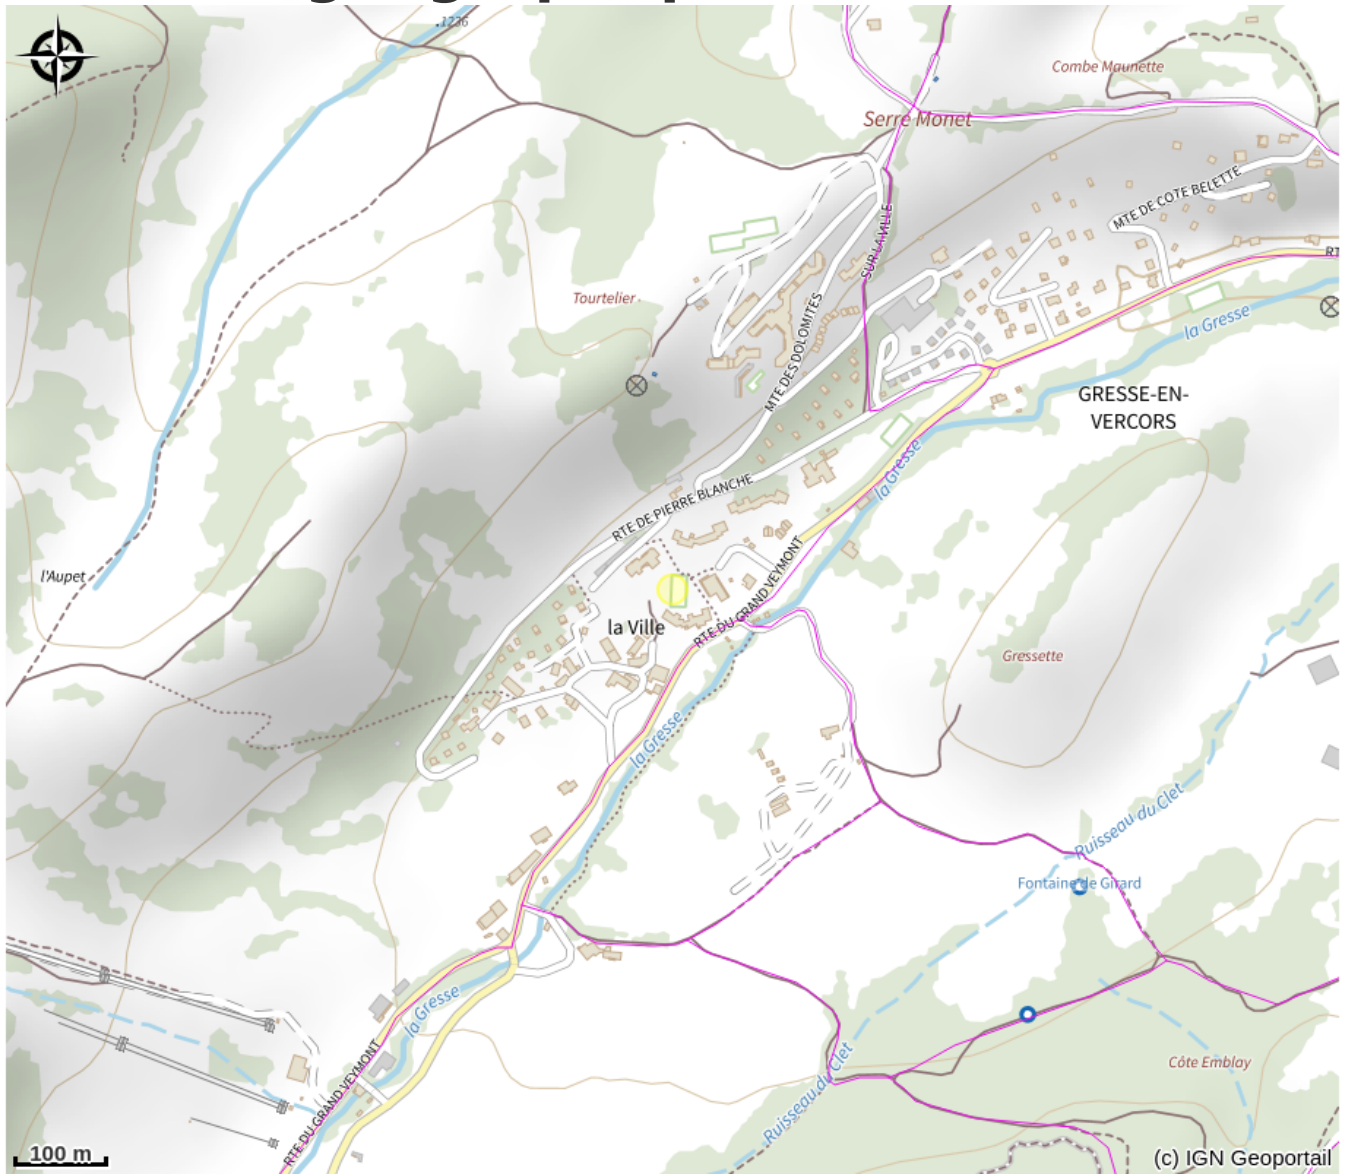 .1236
Combe Maunette
Serre Monet
MTE DE COTE BELETTE
SUR LA VILLE
RT
Tourtelier
la Gresse
MTE DES DOLOMITES
GRESSE-EN-
VERCORS
la Gresse
RTE DE PIERRE BLANCHE
l'Aupet
RTE DU GRAND VEYMONT
la Ville
Gressette
la Gresse
Ruisseau du Clet
Fontaine de Girard
la Gresse
Côte Emblay
RTE DU GRAND VEYMONT
Ruisseau du Clet
100 m
(c) IGN Geoportail